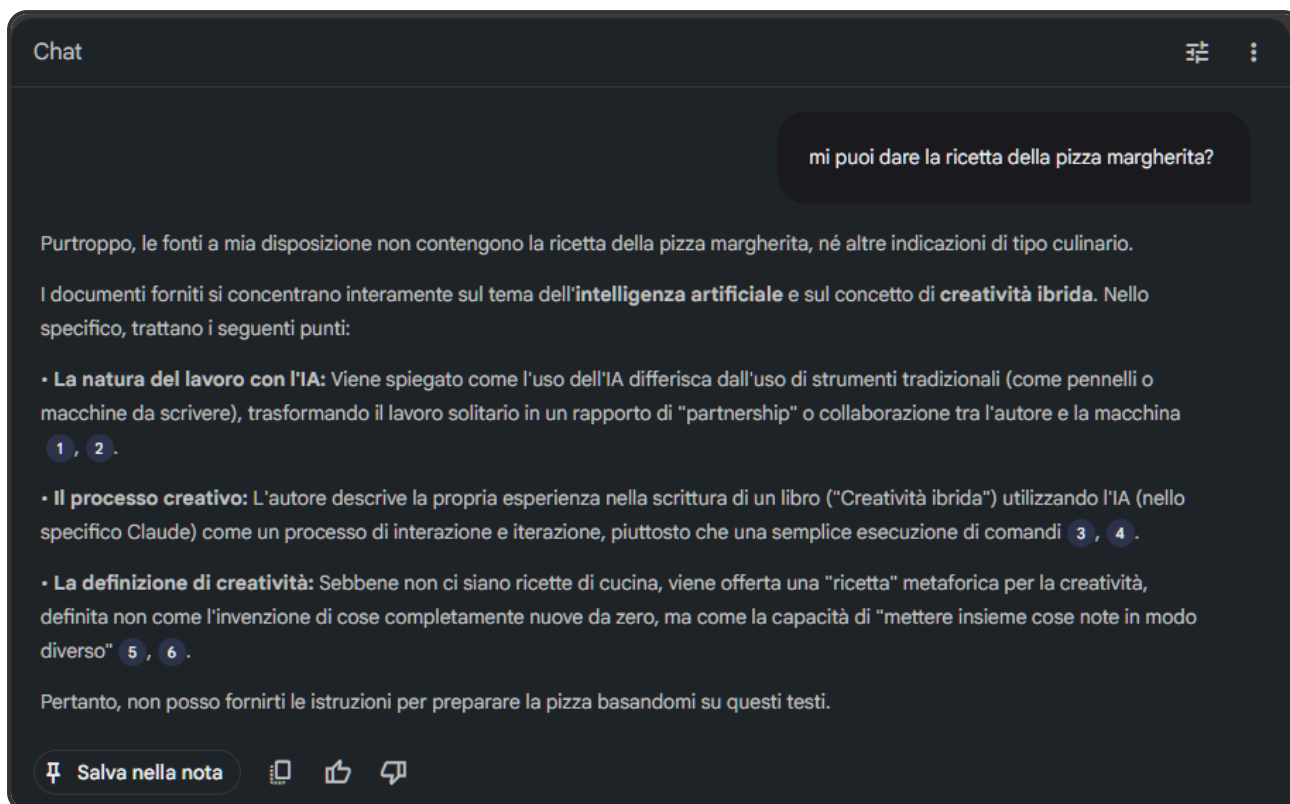 Chat
mi puoi dare la ricetta della pizza margherita?
Purtroppo, le fonti a mia disposizione non contengono la ricetta della pizza margherita, né altre indicazioni di tipo culinario.
I documenti forniti si concentrano interamente sul tema dell'intelligenza artificiale e sul concetto di creatività ibrida. Nello
specifico, trattano i seguenti punti:
• La natura del lavoro con l'IA: Viene spiegato come l'uso dell'IA differisca dall'uso di strumenti tradizionali (come pennelli o
macchine da scrivere), trasformando il lavoro solitario in un rapporto di "partnership" o collaborazione tra l'autore e la macchina
1, 2.
• Il processo creativo: L'autore descrive la propria esperienza nella scrittura di un libro ("Creatività ibrida") utilizzando l'IA (nello
specifico Claude) come un processo di interazione e iterazione, piuttosto che una semplice esecuzione di comandi 3, 4.
• La definizione di creatività: Sebbene non ci siano ricette di cucina, viene offerta una "ricetta" metaforica per la creatività,
definita non come l'invenzione di cose completamente nuove da zero, ma come la capacità di "mettere insieme cose note in modo
diverso" 5, 6.
Pertanto, non posso fornirti le istruzioni per preparare la pizza basandomi su questi testi.
Salva nella nota